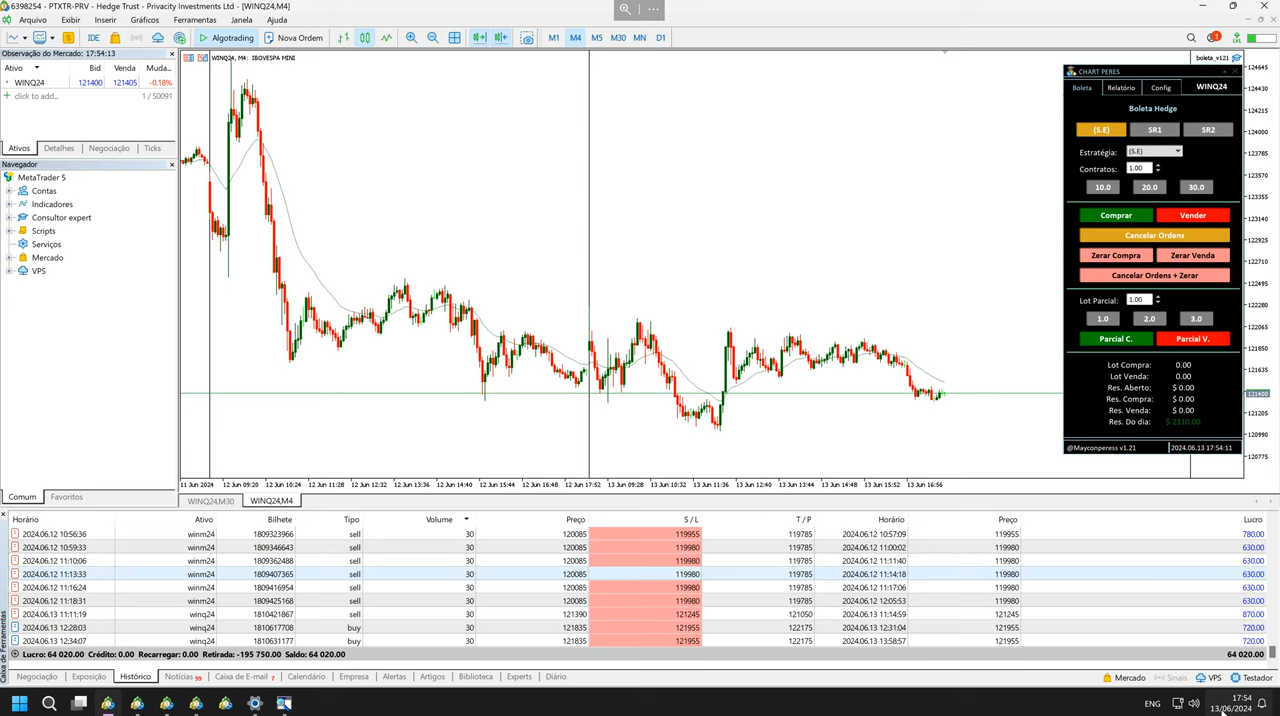 6398254 - PTXTR-PRV - Hedge Trust - Privacity Investments Ltd - [WINQ24,M4]
Arquivo Exibir Inserir Gráficos Ferramentas Janela Ajuda
IDE Algotrading Nova Ordem M1 M4 M5 M30 MN D1
Observação do Mercado: 17:54:13
Ativo Bid Venda Muda...
WINQ24 121400 121405 -0.18%
click to add... 1 / 50091
Ativos Detalhes Negociação Ticks
Navegador
MetaTrader 5
Contas
Indicadores
Consultor expert
Scripts
Serviços
Mercado
VPS
Comum Favoritos
WINQ24, M4: IBOVESPA MINI
boleta_v121
CHART PERES
Boleta Relatório Config WINQ24
Boleta Hedge
(S.E) SR1 SR2
Estratégia: (S.E)
Contratos: 1.00
10.0 20.0 30.0
Comprar Vender
Cancelar Ordens
Zerar Compra Zerar Venda
Cancelar Ordens + Zerar
Lot Parcial: 1.00
1.0 2.0 3.0
Parcial C. Parcial V.
Lot Compra: 0.00
Lot Venda: 0.00
Res. Aberto: $ 0.00
Res. Compra: $ 0.00
Res. Venda: $ 0.00
Res. Do dia: $ 2310.00
@Mayconperess v1.21 2024.06.13 17:54:11
124645
124430
124215
124000
123785
123570
123355
123140
122925
122710
122495
122280
122065
121850
121635
121400
121205
120990
120775
11 Jun 2024 12 Jun 09:20 12 Jun 10:24 12 Jun 11:28 12 Jun 12:32 12 Jun 13:36 12 Jun 14:40 12 Jun 15:44 12 Jun 16:48 12 Jun 17:52 13 Jun 09:28 13 Jun 10:32 13 Jun 11:36 13 Jun 12:40 13 Jun 13:44 13 Jun 14:48 13 Jun 15:52 13 Jun 16:56
WINQ24,M30 WINQ24,M4
Horário Ativo Bilhete Tipo Volume Preço S / L T / P Horário Preço Lucro
2024.06.12 10:56:36 winm24 1809323966 sell 30 120085 119955 119785 2024.06.12 10:57:09 119955 780.00
2024.06.12 10:59:33 winm24 1809346643 sell 30 120085 119980 119785 2024.06.12 11:00:02 119980 630.00
2024.06.12 11:10:06 winm24 1809362488 sell 30 120085 119980 119785 2024.06.12 11:11:40 119980 630.00
2024.06.12 11:13:33 winm24 1809407365 sell 30 120085 119980 119785 2024.06.12 11:14:18 119980 630.00
2024.06.12 11:16:24 winm24 1809416954 sell 30 120085 119980 119785 2024.06.12 11:17:06 119980 630.00
2024.06.12 11:18:31 winm24 1809425168 sell 30 120085 119980 119785 2024.06.12 12:05:53 119980 630.00
2024.06.13 11:11:19 winq24 1810421867 sell 30 121390 121245 121050 2024.06.13 11:14:59 121245 870.00
2024.06.13 12:28:03 winq24 1810617708 buy 30 121835 121955 122175 2024.06.13 12:31:04 121955 720.00
2024.06.13 12:34:07 winq24 1810631177 buy 30 121835 121955 122175 2024.06.13 13:58:57 121955 720.00
Lucro: 64 020.00 Crédito: 0.00 Recarregar: 0.00 Retirada: -195 750.00 Saldo: 64 020.00 64 020.00
Caixa de Ferramentas
Negociação Exposição Histórico Notícias 99 Caixa de E-mail 7 Calendário Empresa Alertas Artigos Biblioteca Experts Diário Mercado Sinais VPS Testador
ENG 17:54
13/06/2024